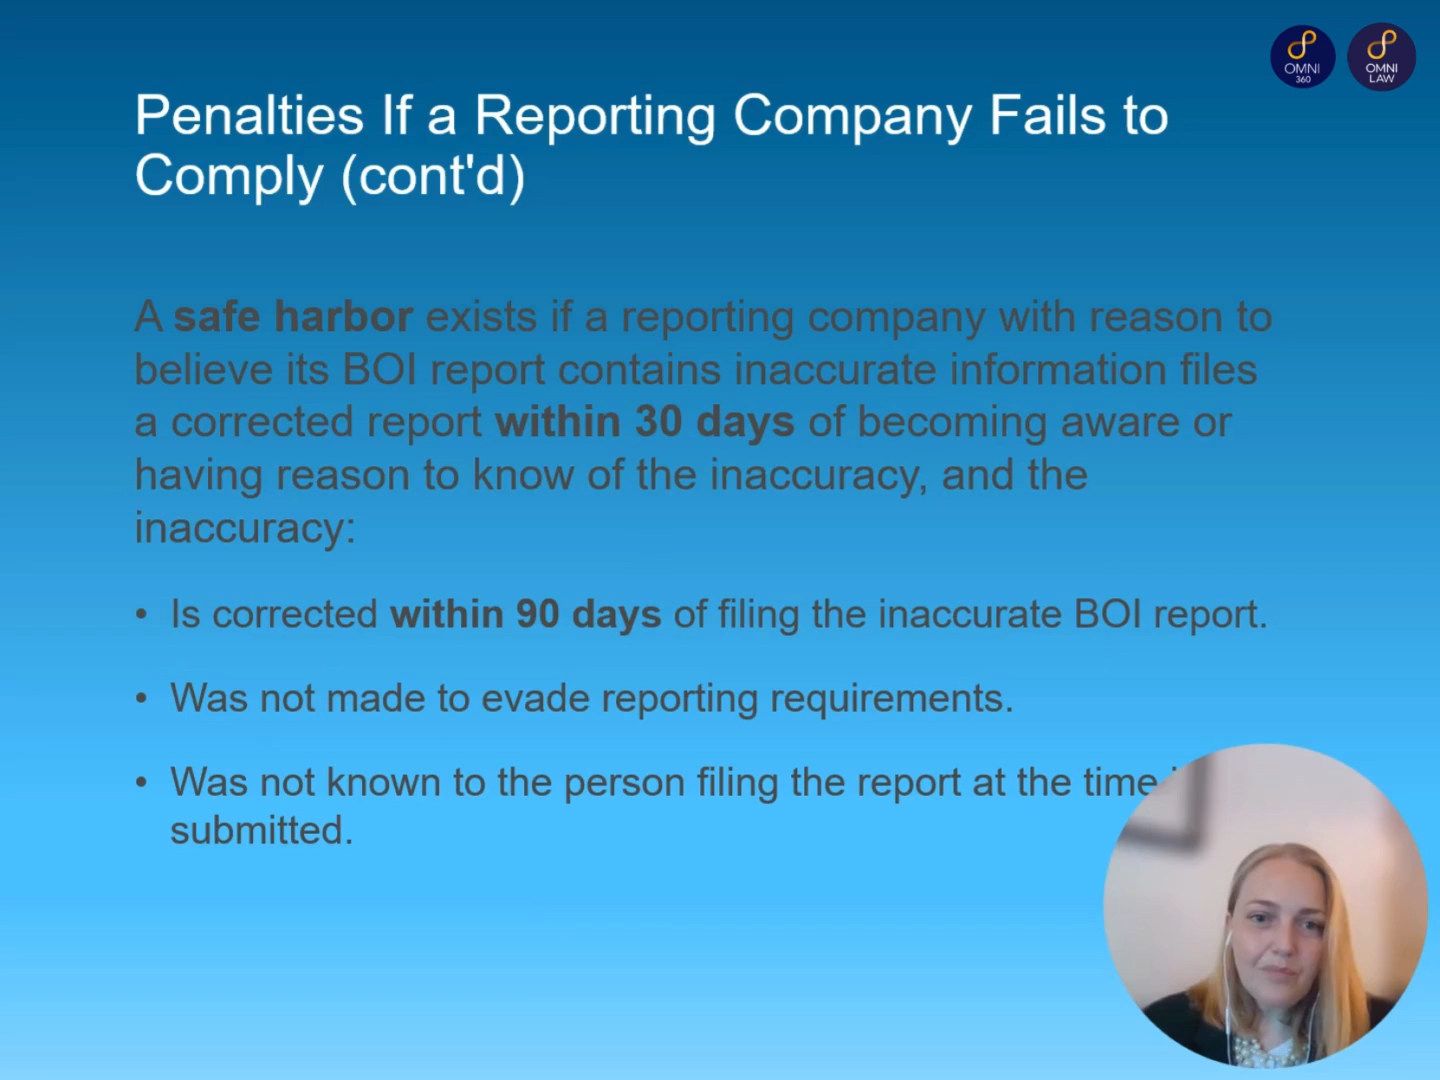 OMNI
360
OMNI
LAW
Penalties If a Reporting Company Fails to
Comply (cont'd)
A safe harbor exists if a reporting company with reason to
believe its BOI report contains inaccurate information files
a corrected report within 30 days of becoming aware or
having reason to know of the inaccuracy, and the
inaccuracy:
• Is corrected within 90 days of filing the inaccurate BOI report.
• Was not made to evade reporting requirements.
• Was not known to the person filing the report at the time
submitted.